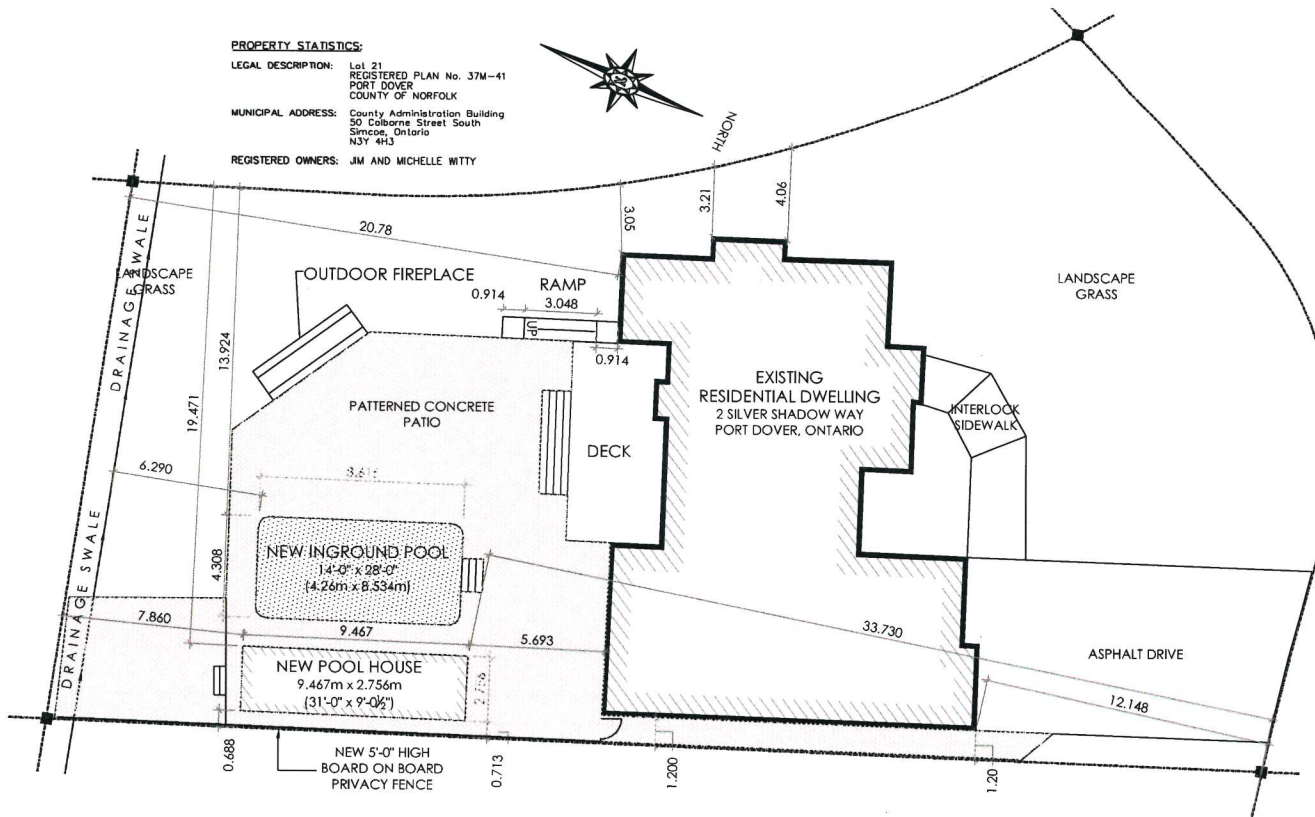 PROPERTY STATISTICS:
LEGAL DESCRIPTION: Lot 21
REGISTERED PLAN No. 37M-41
PORT DOVER
COUNTY OF NORFOLK
MUNICIPAL ADDRESS: County Administration Building
50 Colborne Street South
Simcoe, Ontario
N3Y 4H3
REGISTERED OWNERS: JIM AND MICHELLE WITTY
NORTH
3.05
3.21
4.06
20.78
DRAINAGE SWALE
LANDSCAPE
GRASS
OUTDOOR FIREPLACE
RAMP
0.914
3.048
UP
0.914
13.924
19.471
PATTERNED CONCRETE
PATIO
DECK
EXISTING
RESIDENTIAL DWELLING
2 SILVER SHADOW WAY
PORT DOVER, ONTARIO
INTERLOCK
SIDEWALK
LANDSCAPE
GRASS
6.290
4.308
NEW INGROUND POOL
14'-0" x 28'-0"
(4.26m x 8.534m)
DRAINAGE SWALE
7.860
9.467
5.693
33.730
NEW POOL HOUSE
9.467m x 2.756m
(31'-0" x 9'-0½")
2.756
ASPHALT DRIVE
12.148
0.688
NEW 5'-0" HIGH
BOARD ON BOARD
PRIVACY FENCE
0.713
1.200
1.20